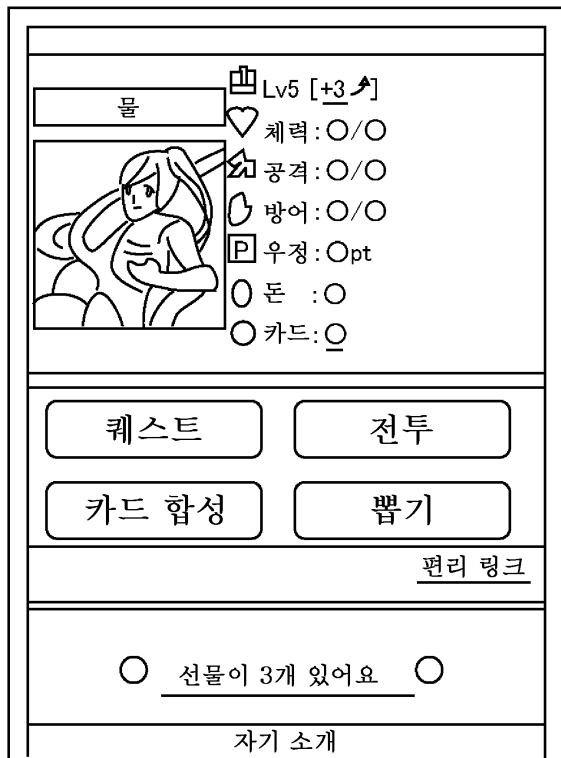 물
Lv5 [+3]
체력:○/○
공격:○/○
방어:○/○
P 우정:○pt
돈 :○
카드:○
퀘스트
전투
카드 합성
뽑기
편리 링크
○ 선물이 3개 있어요 ○
자기 소개